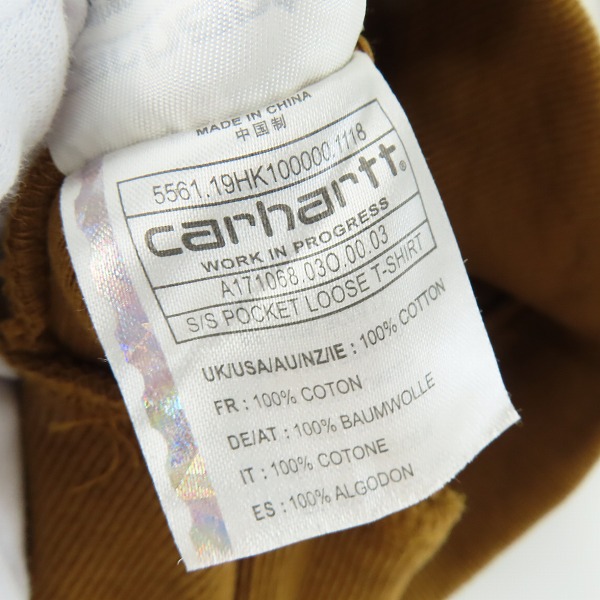 MADE IN CHINA
中国制
5561.19HK100000.1118
carhartt
WORK IN PROGRESS
A171068.03O.00.03
S/S POCKET LOOSE T-SHIRT
UK/USA/AU/NZ/IE : 100% COTTON
FR : 100% COTON
DE/AT : 100% BAUMWOLLE
IT : 100% COTONE
ES : 100% ALGODON